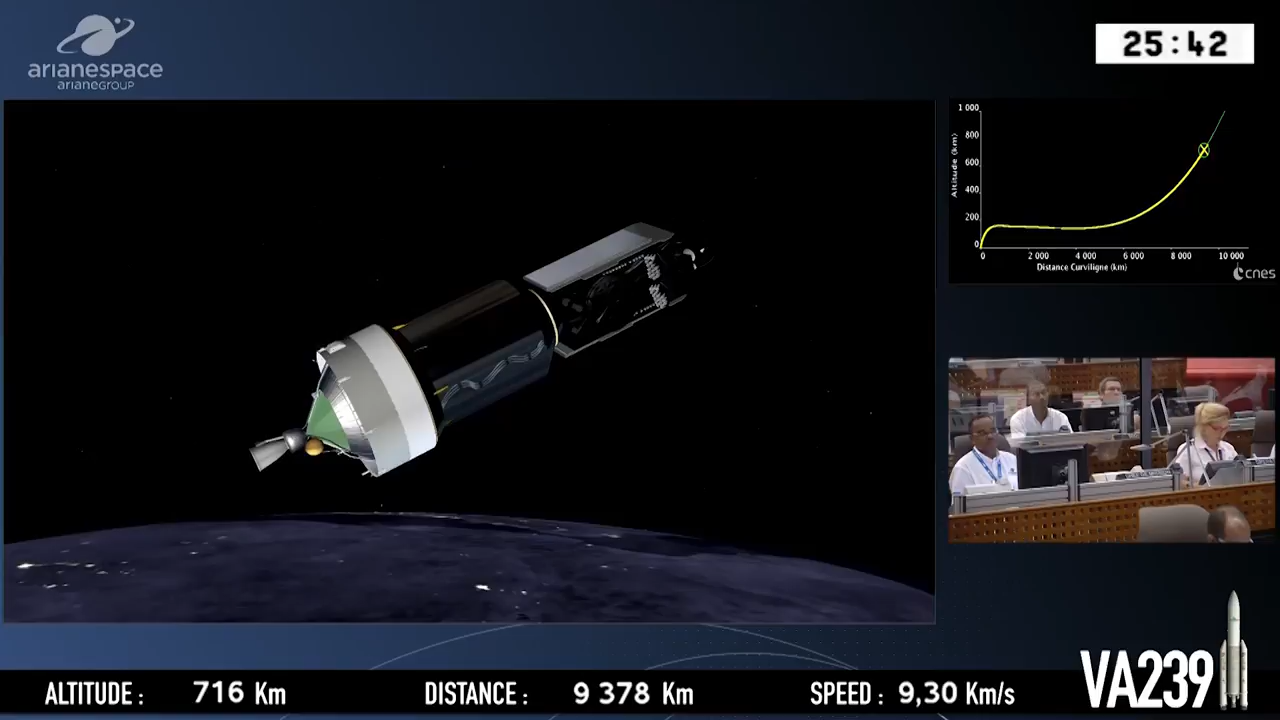 arianespace
arianeGROUP
25:42
1 000
800
600
400
200
0
Altitude (km)
0 2 000 4 000 6 000 8 000 10 000
Distance Curviligne (km)
cnes
VA239
ALTITUDE : 716 Km DISTANCE : 9 378 Km SPEED : 9,30 Km/s